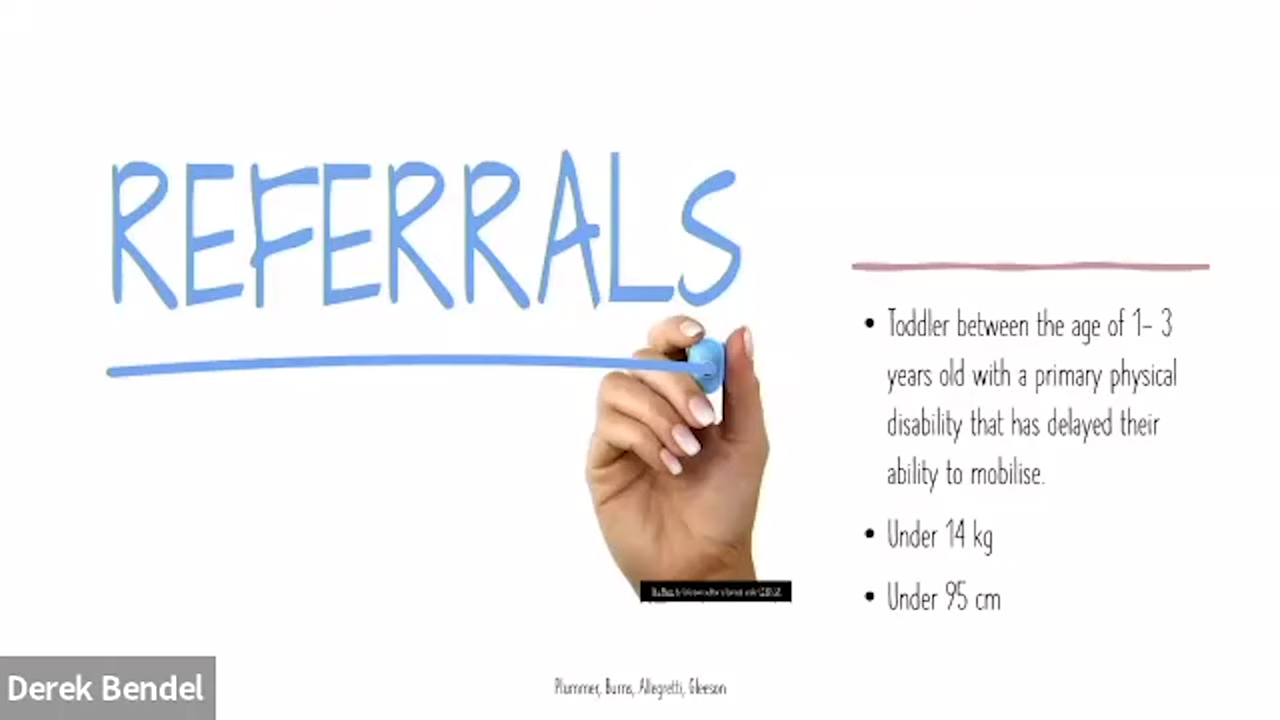 REFERRALS
• Toddler between the age of 1- 3
years old with a primary physical
disability that has delayed their
ability to mobilise.
• Under 14 kg
• Under 95 cm
Plummer, Burns, Allegretti, Gleeson
Derek Bendel